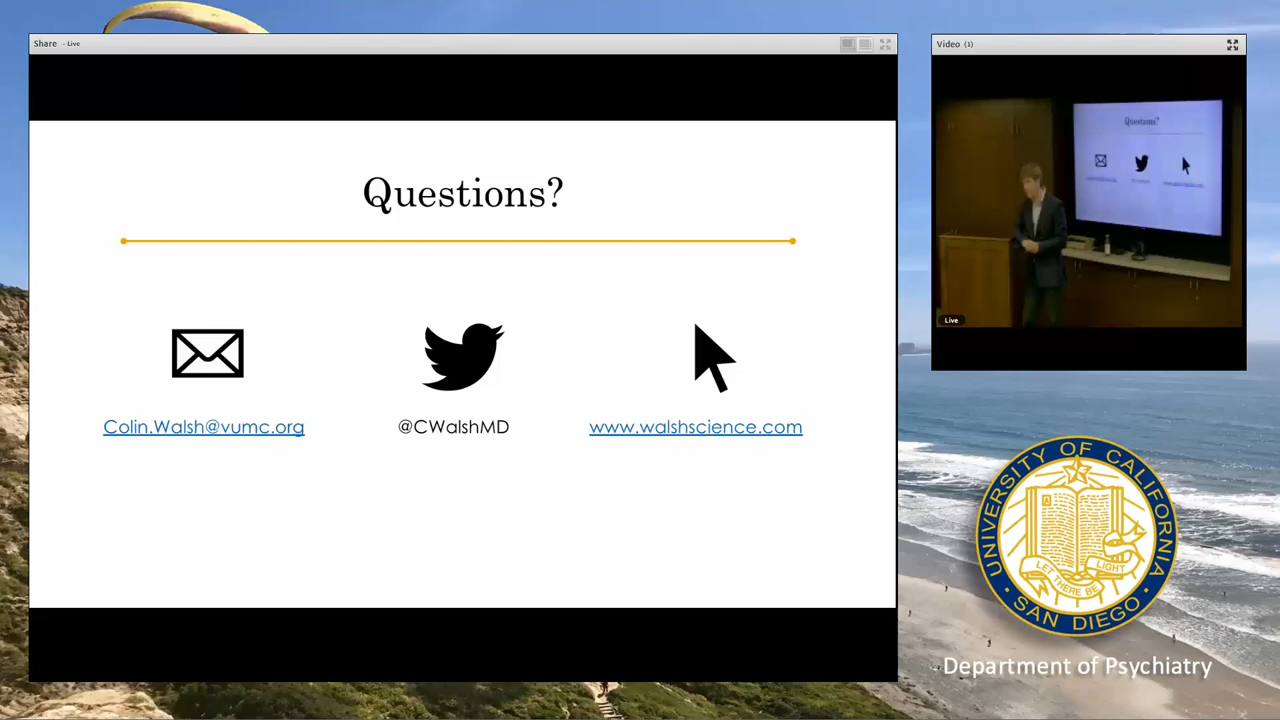 Share - Live
Video (1)
Questions?
Colin.Walsh@vumc.org
@CWalshMD
www.walshscience.com
Questions?
Live
UNIVERSITY OF CALIFORNIA
SAN DIEGO
A
LET THERE BE LIGHT
Department of Psychiatry